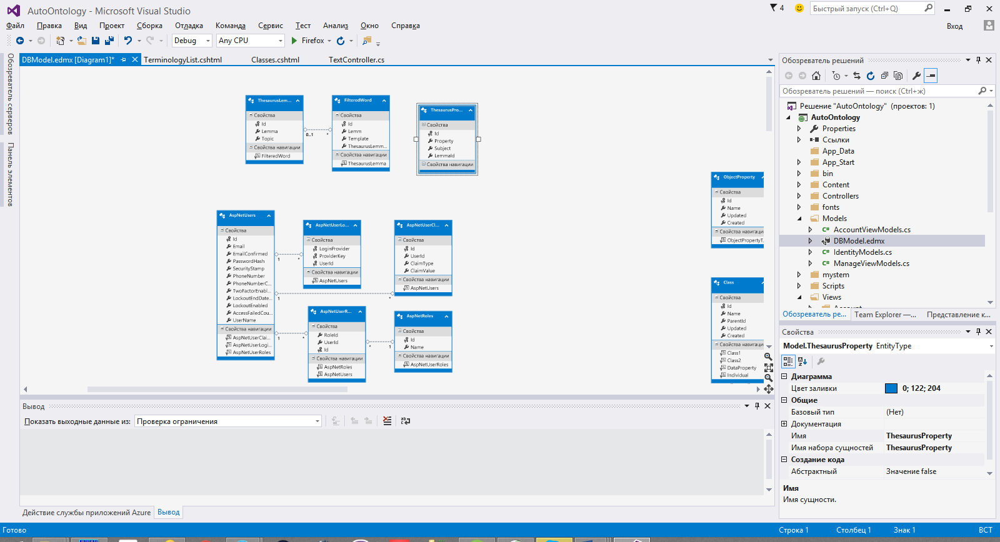 AutoOntology - Microsoft Visual Studio
4
Быстрый запуск (Ctrl+Q)
Файл Правка Вид Проект Сборка Отладка Команда Сервис Тест Анализ Окно Справка
Вход
Debug Any CPU Firefox
Обозреватель серверов
Панель элементов
DBModel.edmx [Diagram1]* TerminologyList.cshtml Classes.cshtml TextController.cs
ThesaurusLem...
Свойства
Id
Lemma
Topic
Свойства навигации
FilteredWord
0..1
*
FilteredWord
Свойства
Id
Lemm
Template
ThesaurusLemm...
Свойства навигации
ThesaurusLemma
ThesaurusPro...
Свойства
Id
Property
Subject
LemmaId
Свойства навигации
AspNetUsers
Свойства
Id
Email
EmailConfirmed
PasswordHash
SecurityStamp
PhoneNumber
PhoneNumberC...
TwoFactorEnabl...
LockoutEndDate...
LockoutEnabled
AccessFailedCou...
UserName
Свойства навигации
AspNetUserClai...
AspNetUserLogi...
AspNetUserRoles
1
*
1
*
1
*
AspNetUserLo...
Свойства
LoginProvider
ProviderKey
UserId
Свойства навигации
AspNetUsers
AspNetUserCl...
Свойства
Id
UserId
ClaimType
ClaimValue
Свойства навигации
AspNetUsers
AspNetUserR...
Свойства
RoleId
UserId
Id
Свойства навигации
AspNetRoles
AspNetUsers
*
1
AspNetRoles
Свойства
Id
Name
Свойства навигации
AspNetUserRoles
ObjectProperty
Свойства
Id
Name
Updated
Created
Свойства навигаци
ObjectPropertyT...
Class
Свойства
Id
Name
ParentId
Updated
Created
Свойства навигаци
Class1
Class2
DataProperty
Individual
Вывод
Показать выходные данные из: Проверка ограничения
Действие службы приложений Azure Вывод
Обозреватель решений
Обозреватель решений — поиск (Ctrl+ж)
Решение "AutoOntology" (проектов: 1)
AutoOntology
Properties
Ссылки
App_Data
App_Start
bin
Content
Controllers
fonts
Models
C# AccountViewModels.cs
DBModel.edmx
C# IdentityModels.cs
C# ManageViewModels.cs
mystem
Scripts
Views
Account
Обозреватель ре... Team Explorer —... Представление к...
Свойства
Model.ThesaurusProperty EntityType
Диаграмма
Цвет заливки 0; 122; 204
Общие
Базовый тип (Нет)
Документация
Имя ThesaurusProperty
Имя набора сущностей ThesaurusProperty
Создание кода
Абстрактный Значение false
Имя
Имя сущности.
Готово Строка 1 Столбец 1 Знак 1 ВСТ